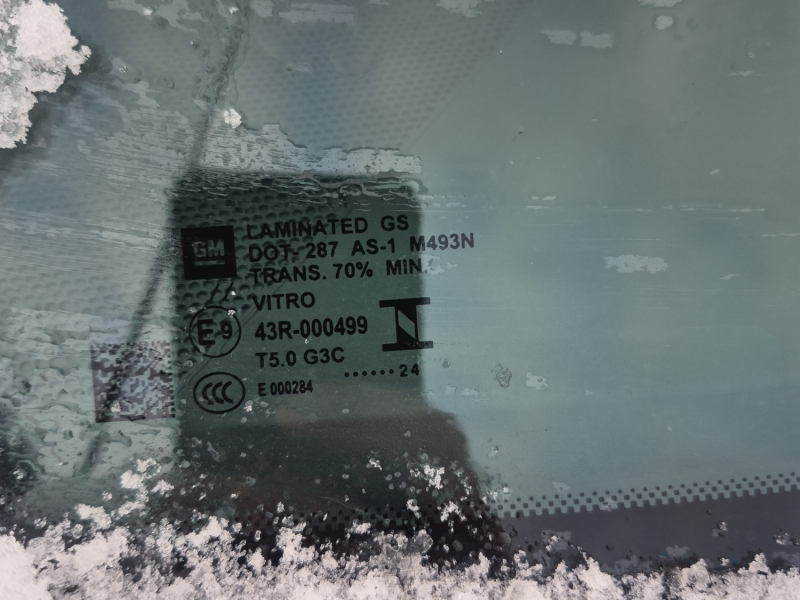 GM
LAMINATED GS
DOT- 287 AS-1 M493N
TRANS. 70% MIN.
VITRO
E 9
43R-000499
T5.0 G3C
......24
CCC
E 000284